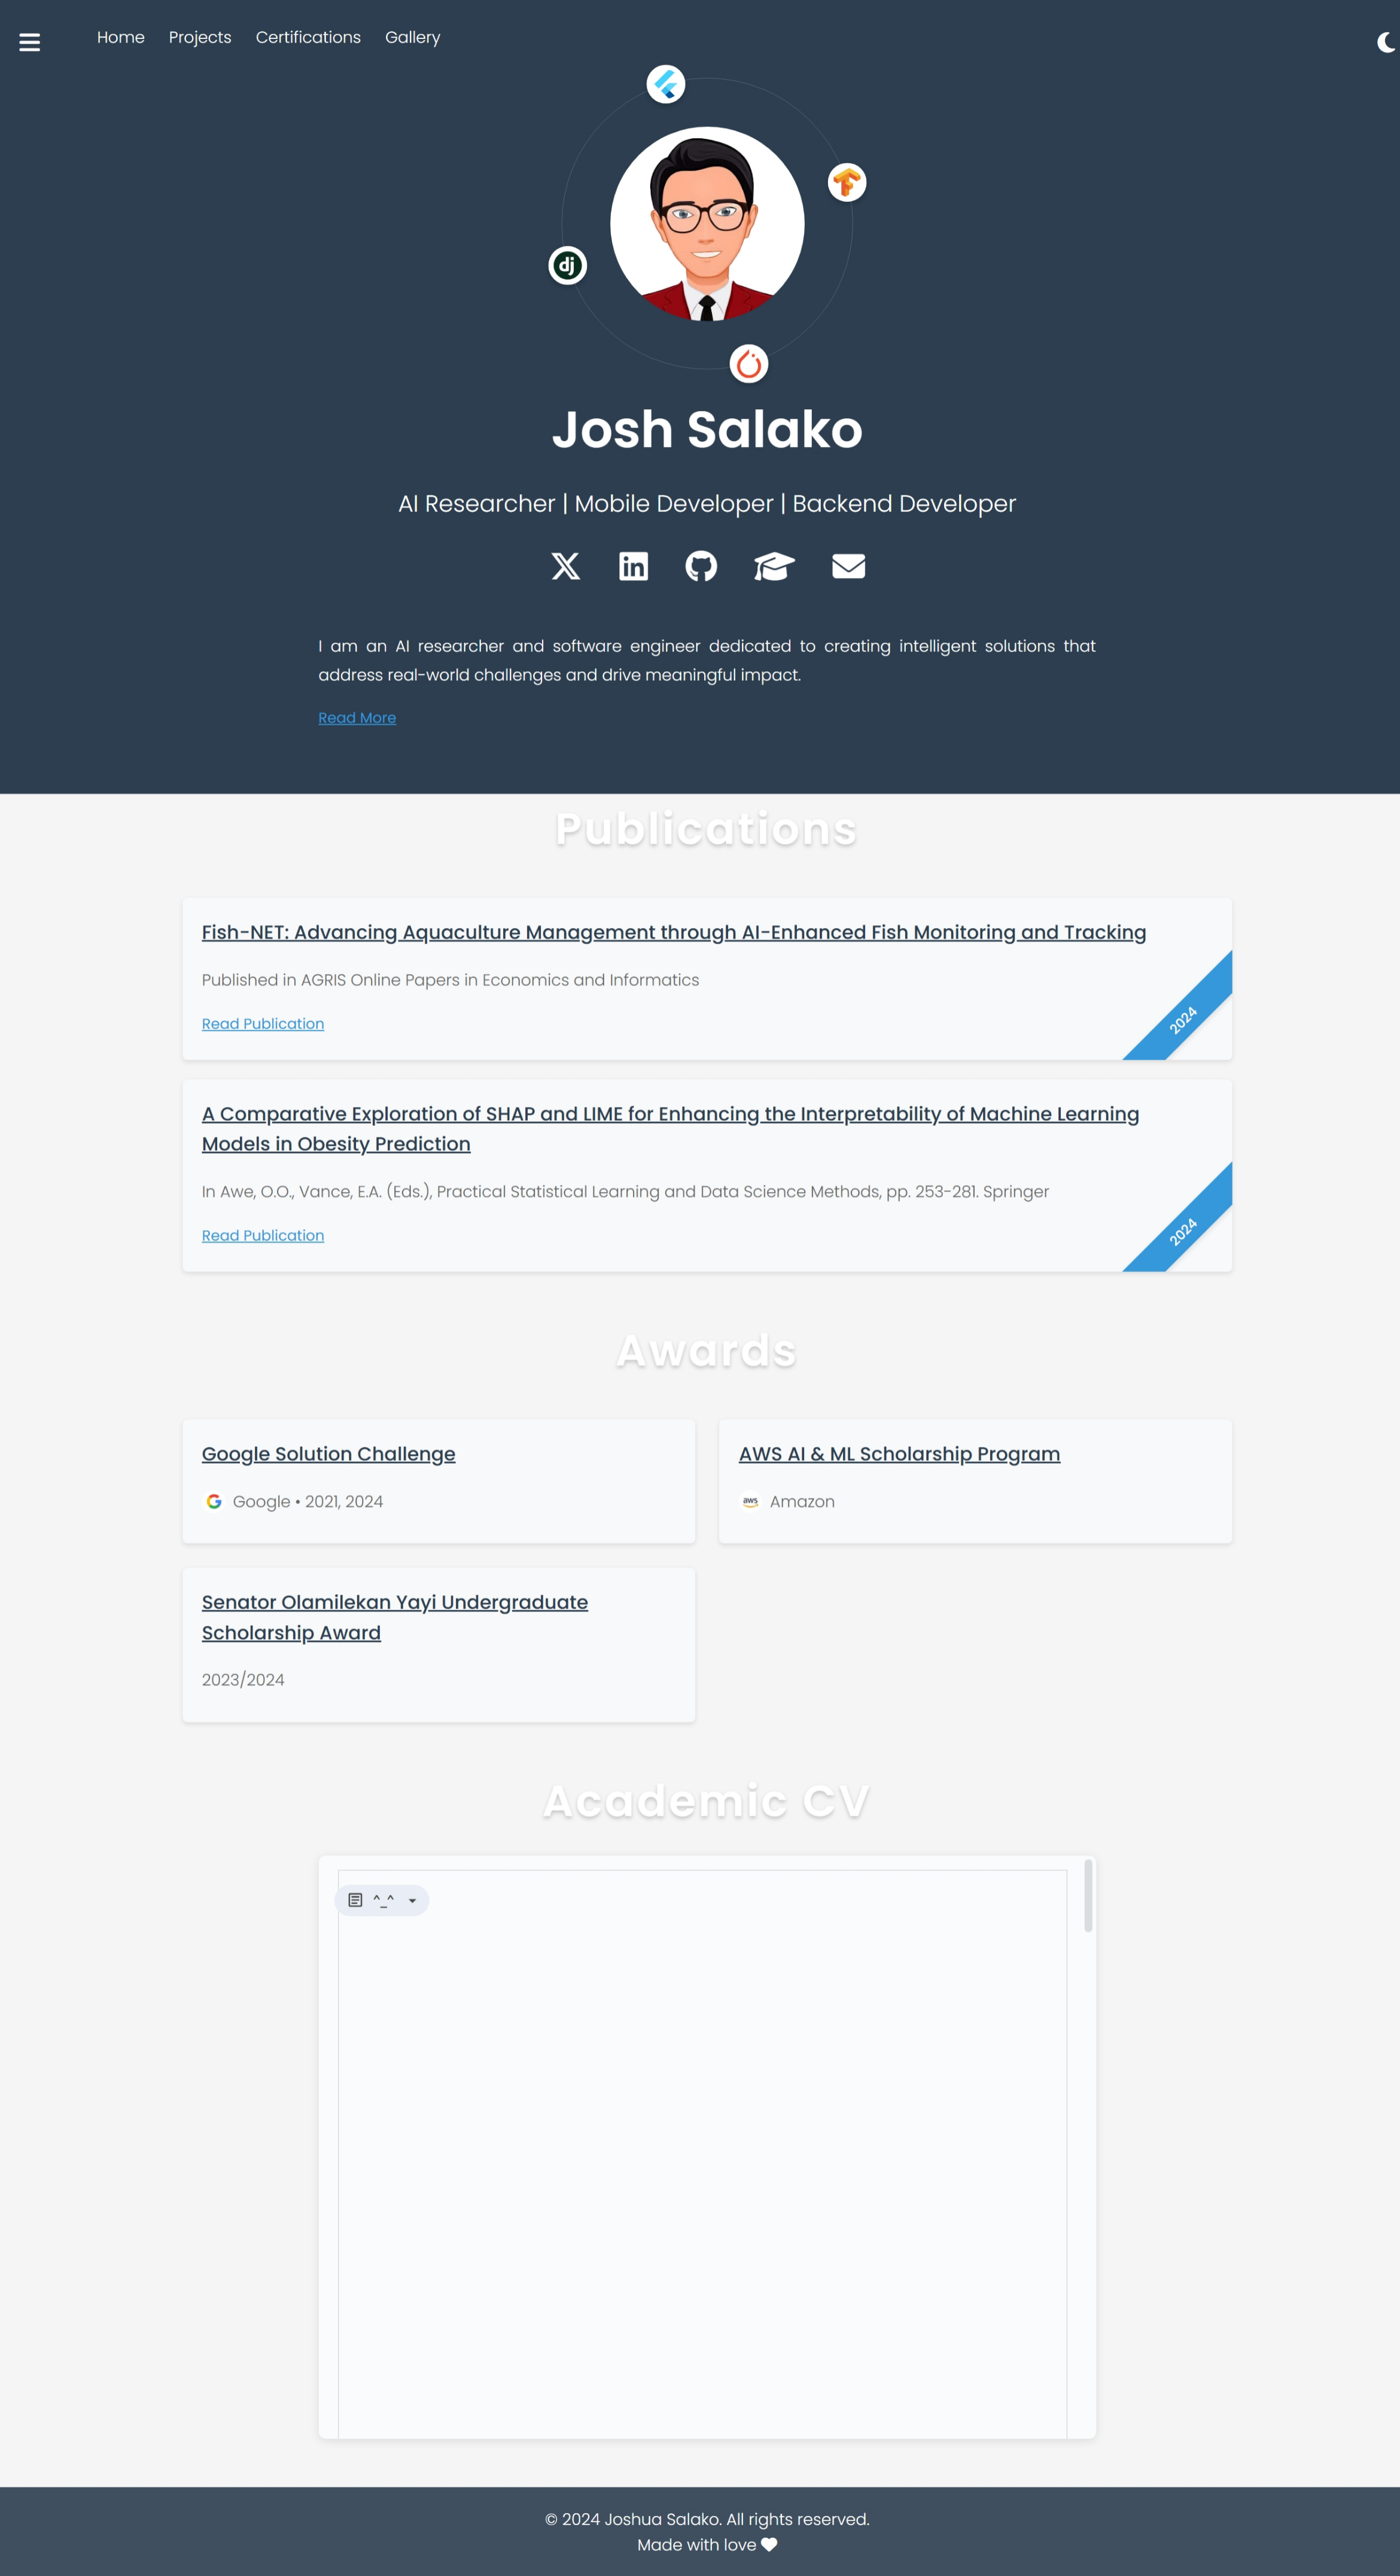 Home Projects Certifications Gallery
dj
Josh Salako
AI Researcher | Mobile Developer | Backend Developer
X in
I am an AI researcher and software engineer dedicated to creating intelligent solutions that
address real-world challenges and drive meaningful impact.
Read More
Publications
Fish-NET: Advancing Aquaculture Management through AI-Enhanced Fish Monitoring and Tracking
Published in AGRIS Online Papers in Economics and Informatics
Read Publication
2024
A Comparative Exploration of SHAP and LIME for Enhancing the Interpretability of Machine Learning
Models in Obesity Prediction
In Awe, O.O., Vance, E.A. (Eds.), Practical Statistical Learning and Data Science Methods, pp. 253-281. Springer
Read Publication
2024
Awards
Google Solution Challenge
G Google • 2021, 2024
AWS AI & ML Scholarship Program
aws Amazon
Senator Olamilekan Yayi Undergraduate
Scholarship Award
2023/2024
Academic CV
^_^
© 2024 Joshua Salako. All rights reserved.
Made with love